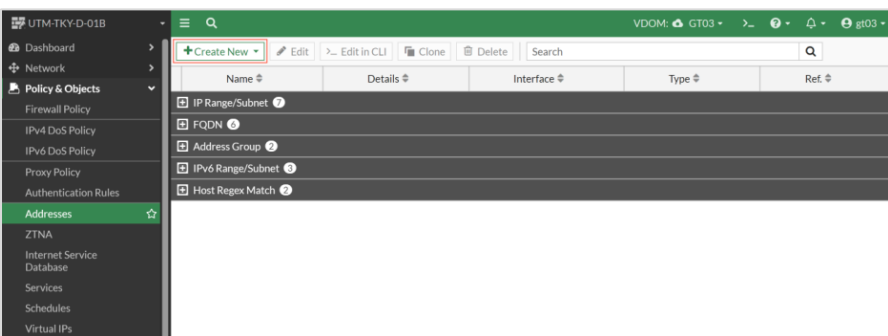 UTM-TKY-D-01B
VDOM: GT03
gt03
Dashboard
Network
Policy & Objects
Firewall Policy
IPv4 DoS Policy
IPv6 DoS Policy
Proxy Policy
Authentication Rules
Addresses
ZTNA
Internet Service
Database
Services
Schedules
Virtual IPs
+Create New Edit >_ Edit in CLI Clone Delete Search
Name Details Interface Type Ref.
IP Range/Subnet 7
FQDN 6
Address Group 2
IPv6 Range/Subnet 3
Host Regex Match 2